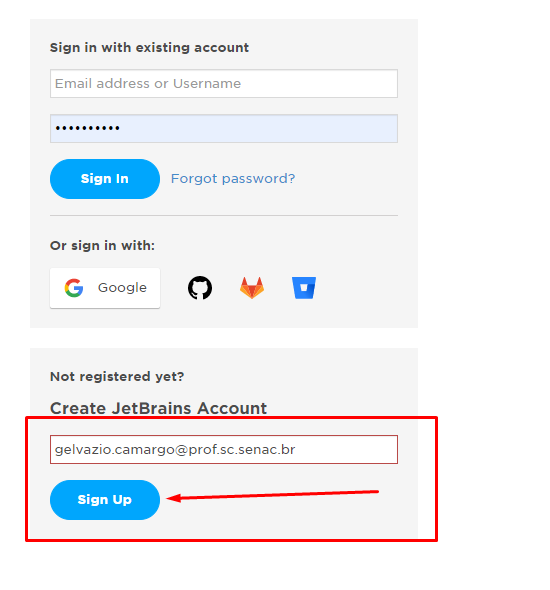 Sign in with existing account
Email address or Username
••••••••••
Sign In
Forgot password?
Or sign in with:
Google
Not registered yet?
Create JetBrains Account
gelvazio.camargo@prof.sc.senac.br
Sign Up